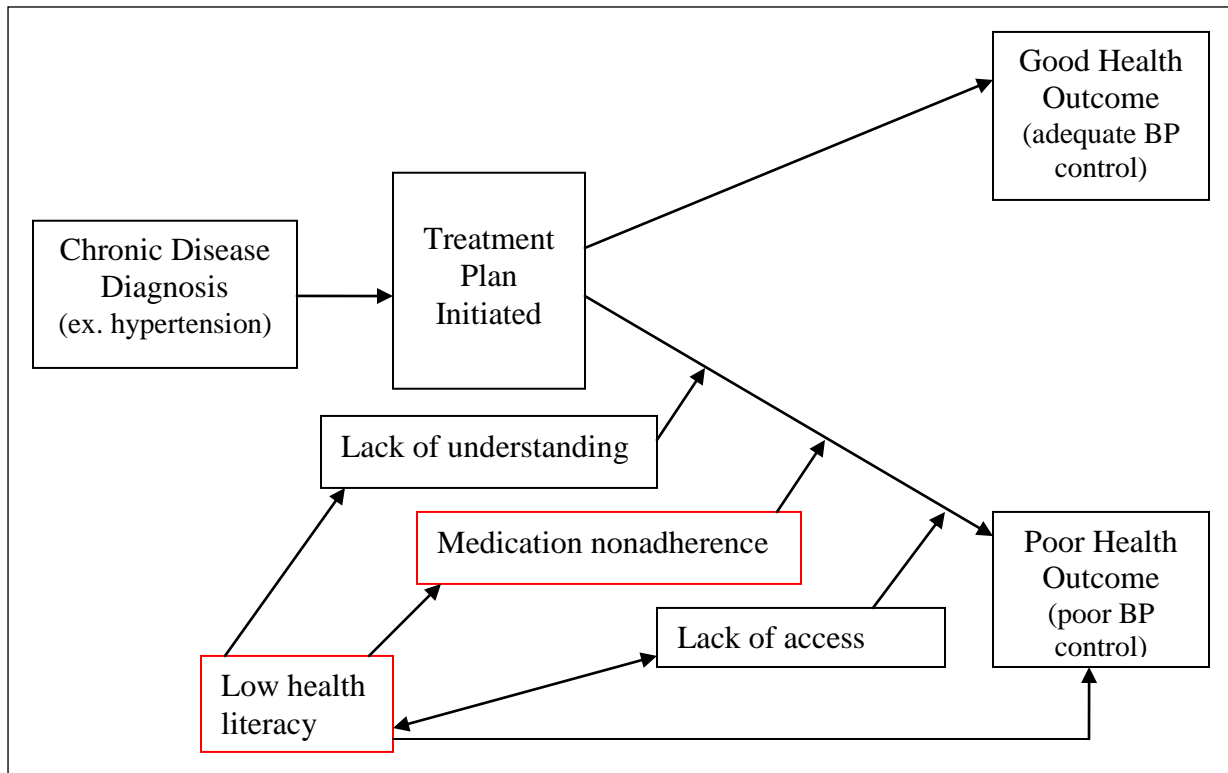 Good Health
Outcome
(adequate BP
control)
Chronic Disease
Diagnosis
(ex. hypertension)
Treatment
Plan
Initiated
Lack of understanding
Medication nonadherence
Lack of access
Low health
literacy
Poor Health
Outcome
(poor BP
control)